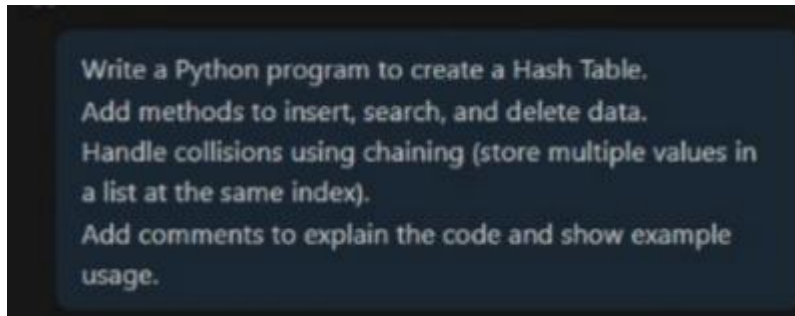 Write a Python program to create a Hash Table.
Add methods to insert, search, and delete data.
Handle collisions using chaining (store multiple values in
a list at the same index).
Add comments to explain the code and show example
usage.